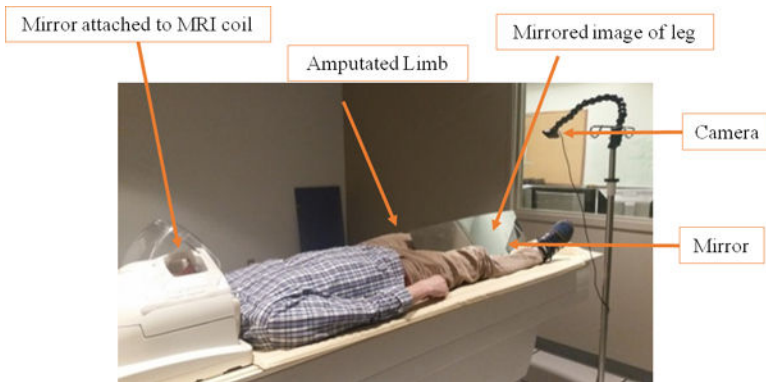 Mirror attached to MRI coil
Mirrored image of leg
Amputated Limb
Camera
Mirror